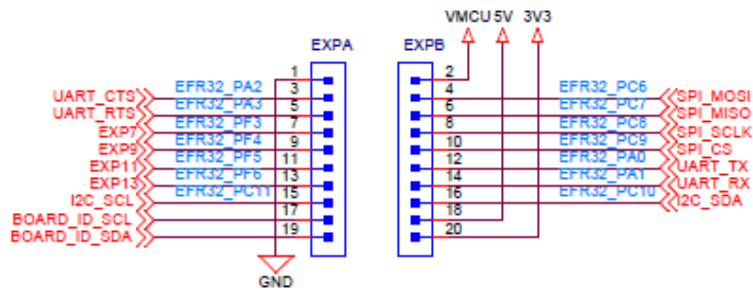 VMCU 5V 3V3
EXPA EXPB
1 2
UART_CTS EFR32_PA2 3 4 EFR32_PC6 SPI_MOSI
UART_RTS EFR32_PA3 5 6 EFR32_PC7 SPI_MISO
EXP7 EFR32_PF3 7 8 EFR32_PC8 SPI_SCLK
EXP9 EFR32_PF4 9 10 EFR32_PC9 SPI_CS
EXP11 EFR32_PF5 11 12 EFR32_PA0 UART_TX
EXP13 EFR32_PF6 13 14 EFR32_PA1 UART_RX
I2C_SCL EFR32_PC11 15 16 EFR32_PC10 I2C_SDA
BOARD_ID_SCL 17 18
BOARD_ID_SDA 19 20
GND